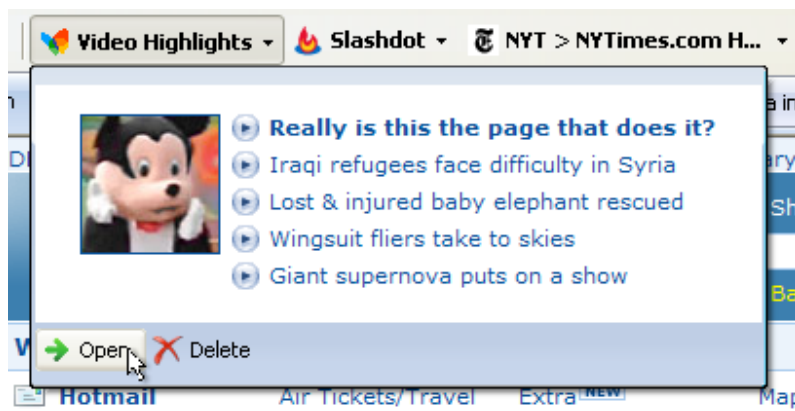 Video Highlights Slashdot NYT > NYTimes.com H...
Really is this the page that does it?
Iraqi refugees face difficulty in Syria
Lost & injured baby elephant rescued
Wingsuit fliers take to skies
Giant supernova puts on a show
Open Delete
Hotmail Air Tickets/Travel Extra NEW